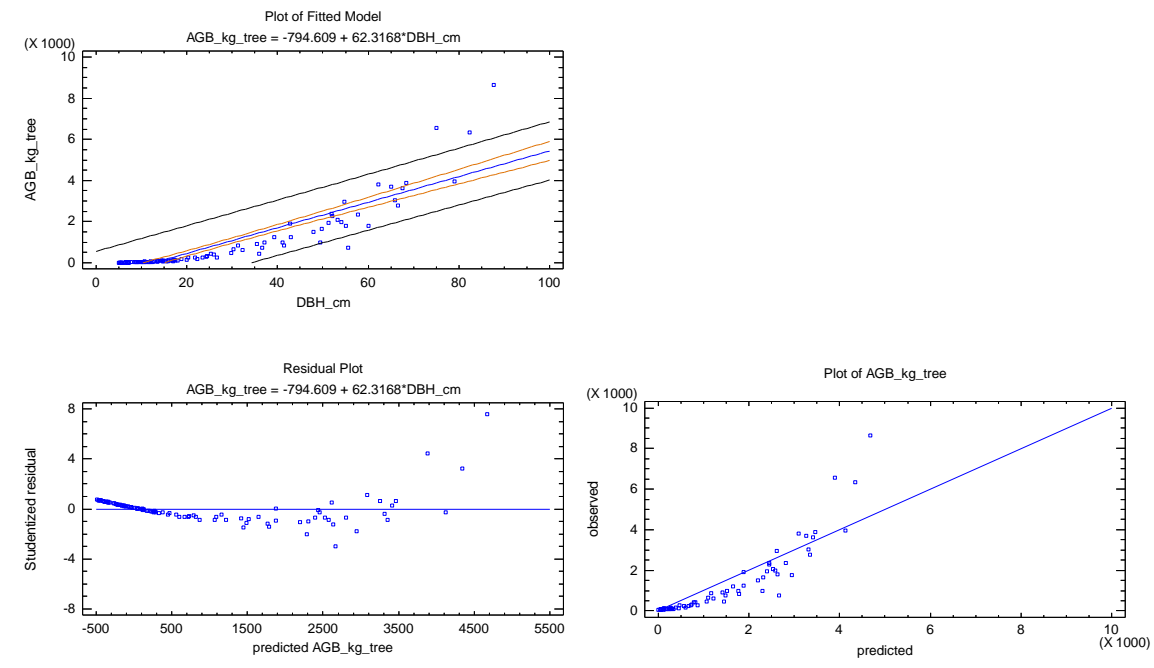 Plot of Fitted Model
AGB_kg_tree = -794.609 + 62.3168*DBH_cm
(X 1000)
10
8
6
4
2
0
AGB_kg_tree
0 20 40 60 80 100
DBH_cm
Residual Plot
AGB_kg_tree = -794.609 + 62.3168*DBH_cm
8
4
0
-4
-8
Studentized residual
-500 500 1500 2500 3500 4500 5500
predicted AGB_kg_tree
Plot of AGB_kg_tree
(X 1000)
10
8
6
4
2
0
observed
0 2 4 6 8 10
(X 1000)
predicted